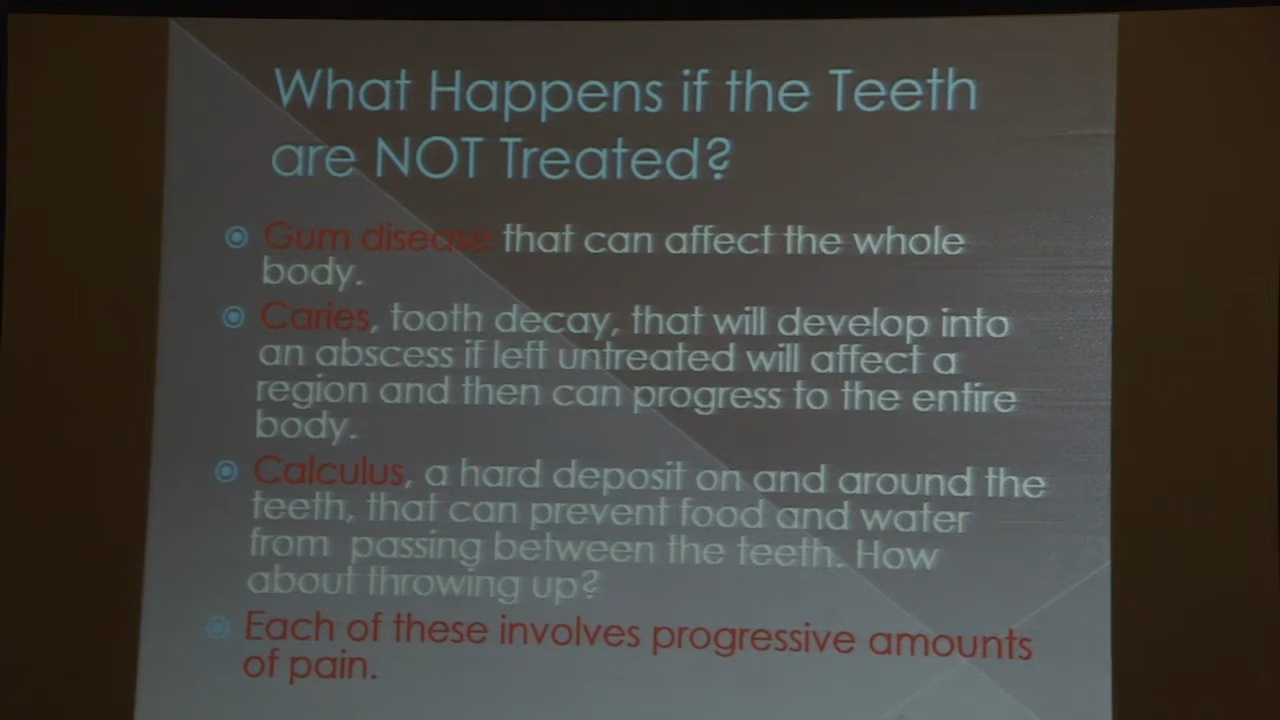 What Happens if the Teeth
are NOT Treated?
Gum disease that can affect the whole
body.
Caries, tooth decay, that will develop into
an abscess if left untreated will affect a
region and then can progress to the entire
body.
Calculus, a hard deposit on and around the
teeth, that can prevent food and water
from passing between the teeth. How
about throwing up?
Each of these involves progressive amounts
of pain.